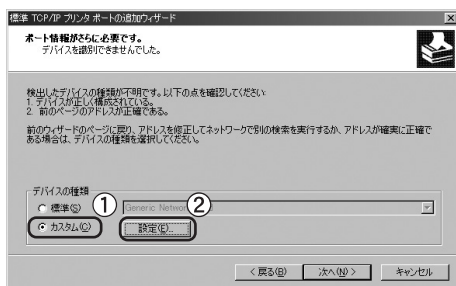 標準 TCP/IP プリンタ ポートの追加ウィザード
ポート情報がさらに必要です。
デバイスを識別できませんでした。
検出したデバイスの種類が不明です。以下の点を確認してください:
1. デバイスが正しく構成されている。
2. 前のページのアドレスが正確である。
前のウィザードのページに戻り、アドレスを修正してネットワークで別の検索を実行するか、アドレスが確実に正確で
ある場合は、デバイスの種類を選択してください。
デバイスの種類
標準(S) ① Generic Network ②
カスタム(C) 設定(E)...
< 戻る(B) 次へ(N) > キャンセル